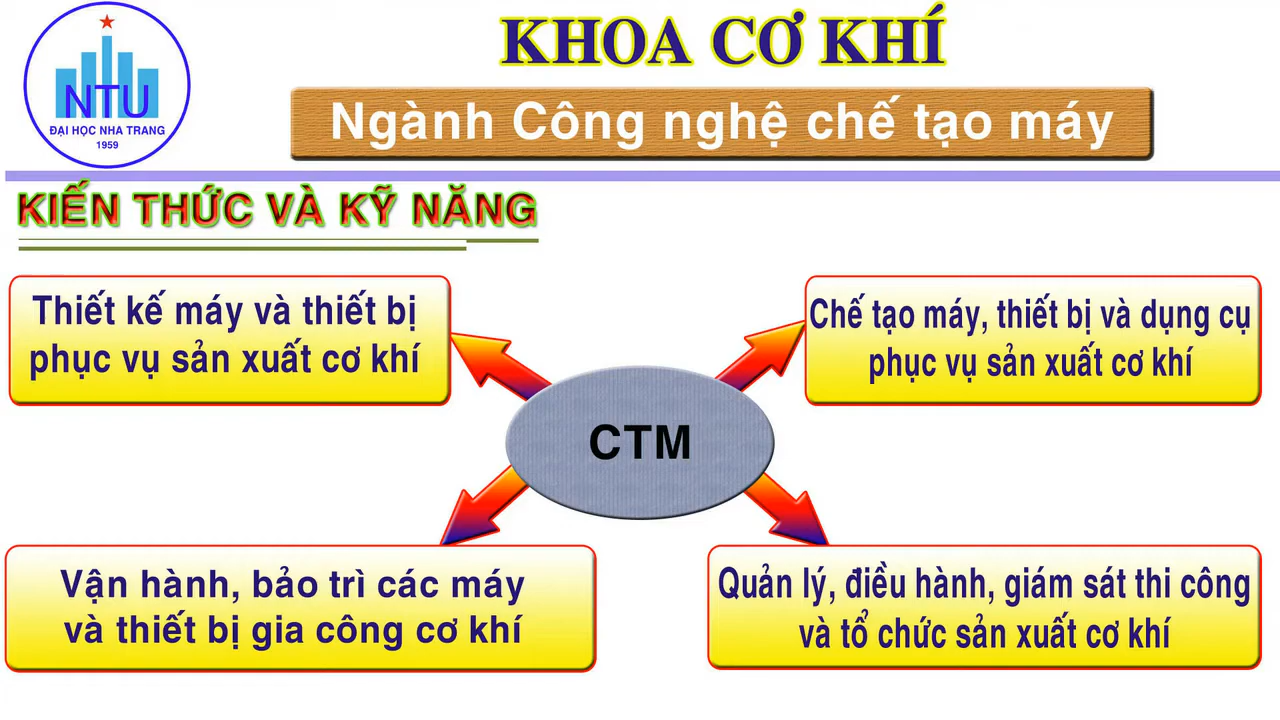 NTU
ĐẠI HỌC NHA TRANG
1959
KHOA CƠ KHÍ
Ngành Công nghệ chế tạo máy
KIẾN THỨC VÀ KỸ NĂNG
Thiết kế máy và thiết bị
phục vụ sản xuất cơ khí
Chế tạo máy, thiết bị và dụng cụ
phục vụ sản xuất cơ khí
CTM
Vận hành, bảo trì các máy
và thiết bị gia công cơ khí
Quản lý, điều hành, giám sát thi công
và tổ chức sản xuất cơ khí